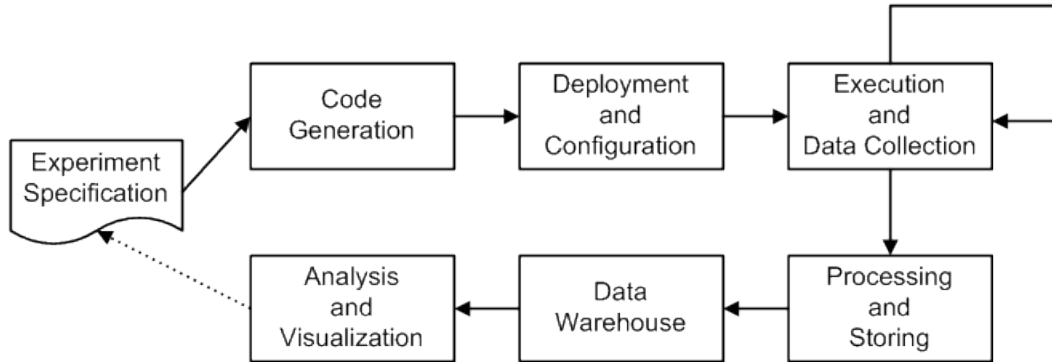 Experiment
Specification
Code
Generation
Deployment
and
Configuration
Execution
and
Data Collection
Processing
and
Storing
Data
Warehouse
Analysis
and
Visualization